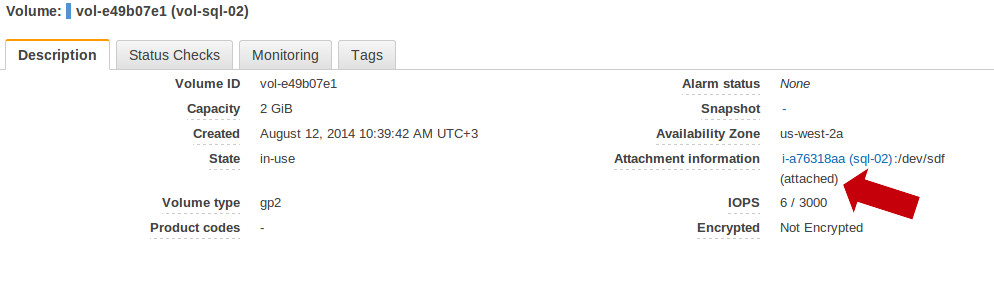 Volume: vol-e49b07e1 (vol-sql-02)
Description Status Checks Monitoring Tags
Volume ID vol-e49b07e1 Alarm status None
Capacity 2 GiB Snapshot -
Created August 12, 2014 10:39:42 AM UTC+3 Availability Zone us-west-2a
State in-use Attachment information i-a76318aa (sql-02):/dev/sdf
(attached)
Volume type gp2 IOPS 6 / 3000
Product codes - Encrypted Not Encrypted